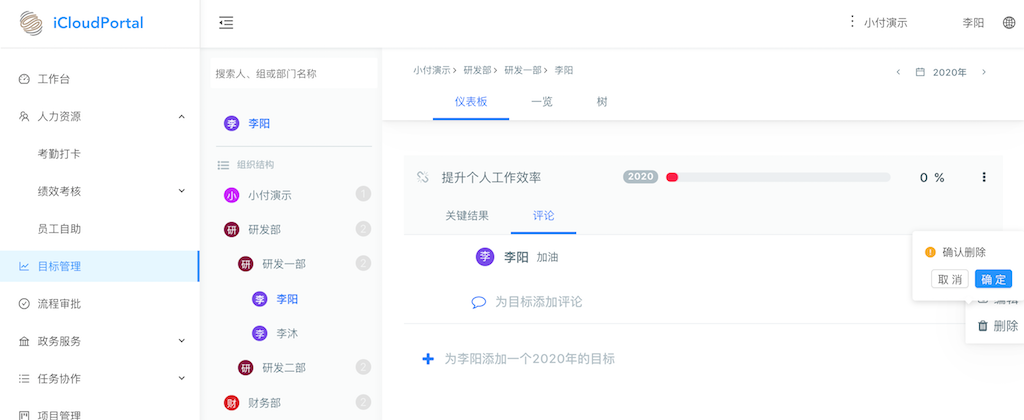 iCloudPortal
小付演示
李阳
工作台
人力资源
考勤打卡
绩效考核
员工自助
目标管理
流程审批
政务服务
任务协作
项目管理
搜索人、组或部门名称
李 李阳
组织结构
小 小付演示 1
研 研发部 2
研 研发一部 2
李 李阳
李 李沐
研 研发二部 2
财 财务部 2
小付演示 › 研发部 › 研发一部 › 李阳
2020年
仪表板 一览 树
提升个人工作效率 2020 0 %
关键结果 评论
李 李阳 加油
为目标添加评论
为李阳添加一个2020年的目标
确认删除
取 消 确 定
编辑
删除